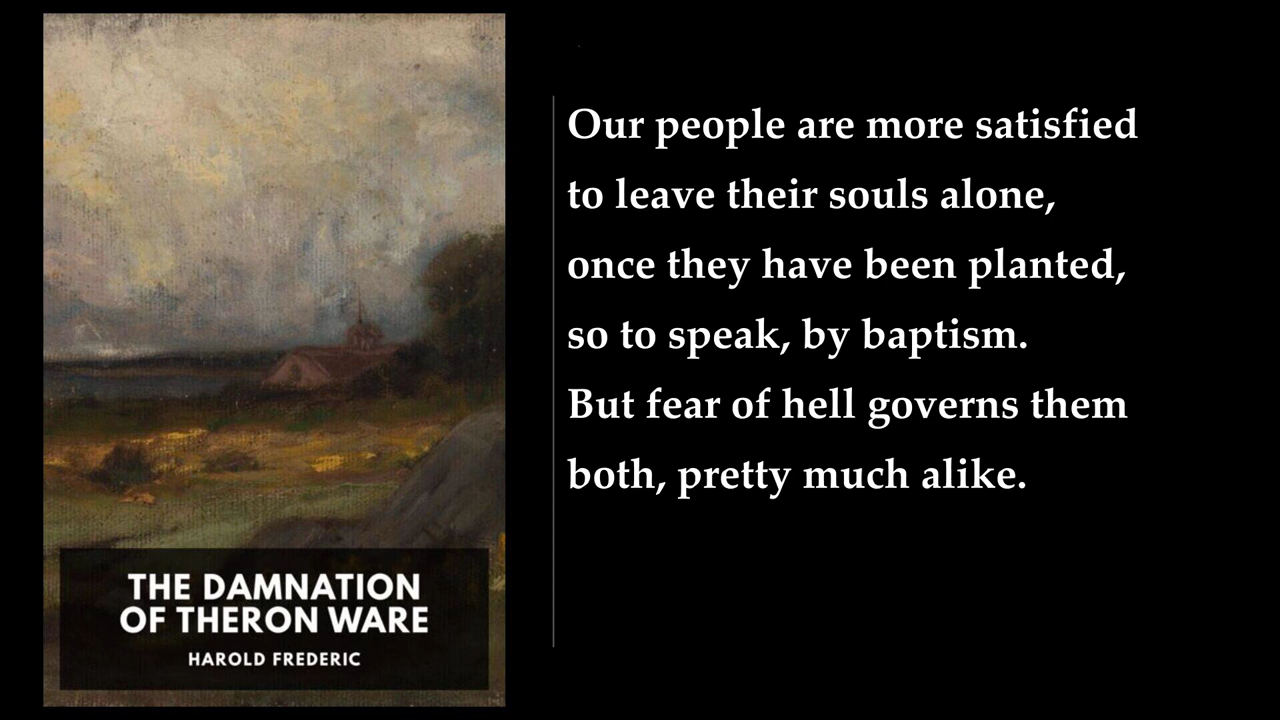 THE DAMNATION
OF THERON WARE
HAROLD FREDERIC
Our people are more satisfied
to leave their souls alone,
once they have been planted,
so to speak, by baptism.
But fear of hell governs them
both, pretty much alike.